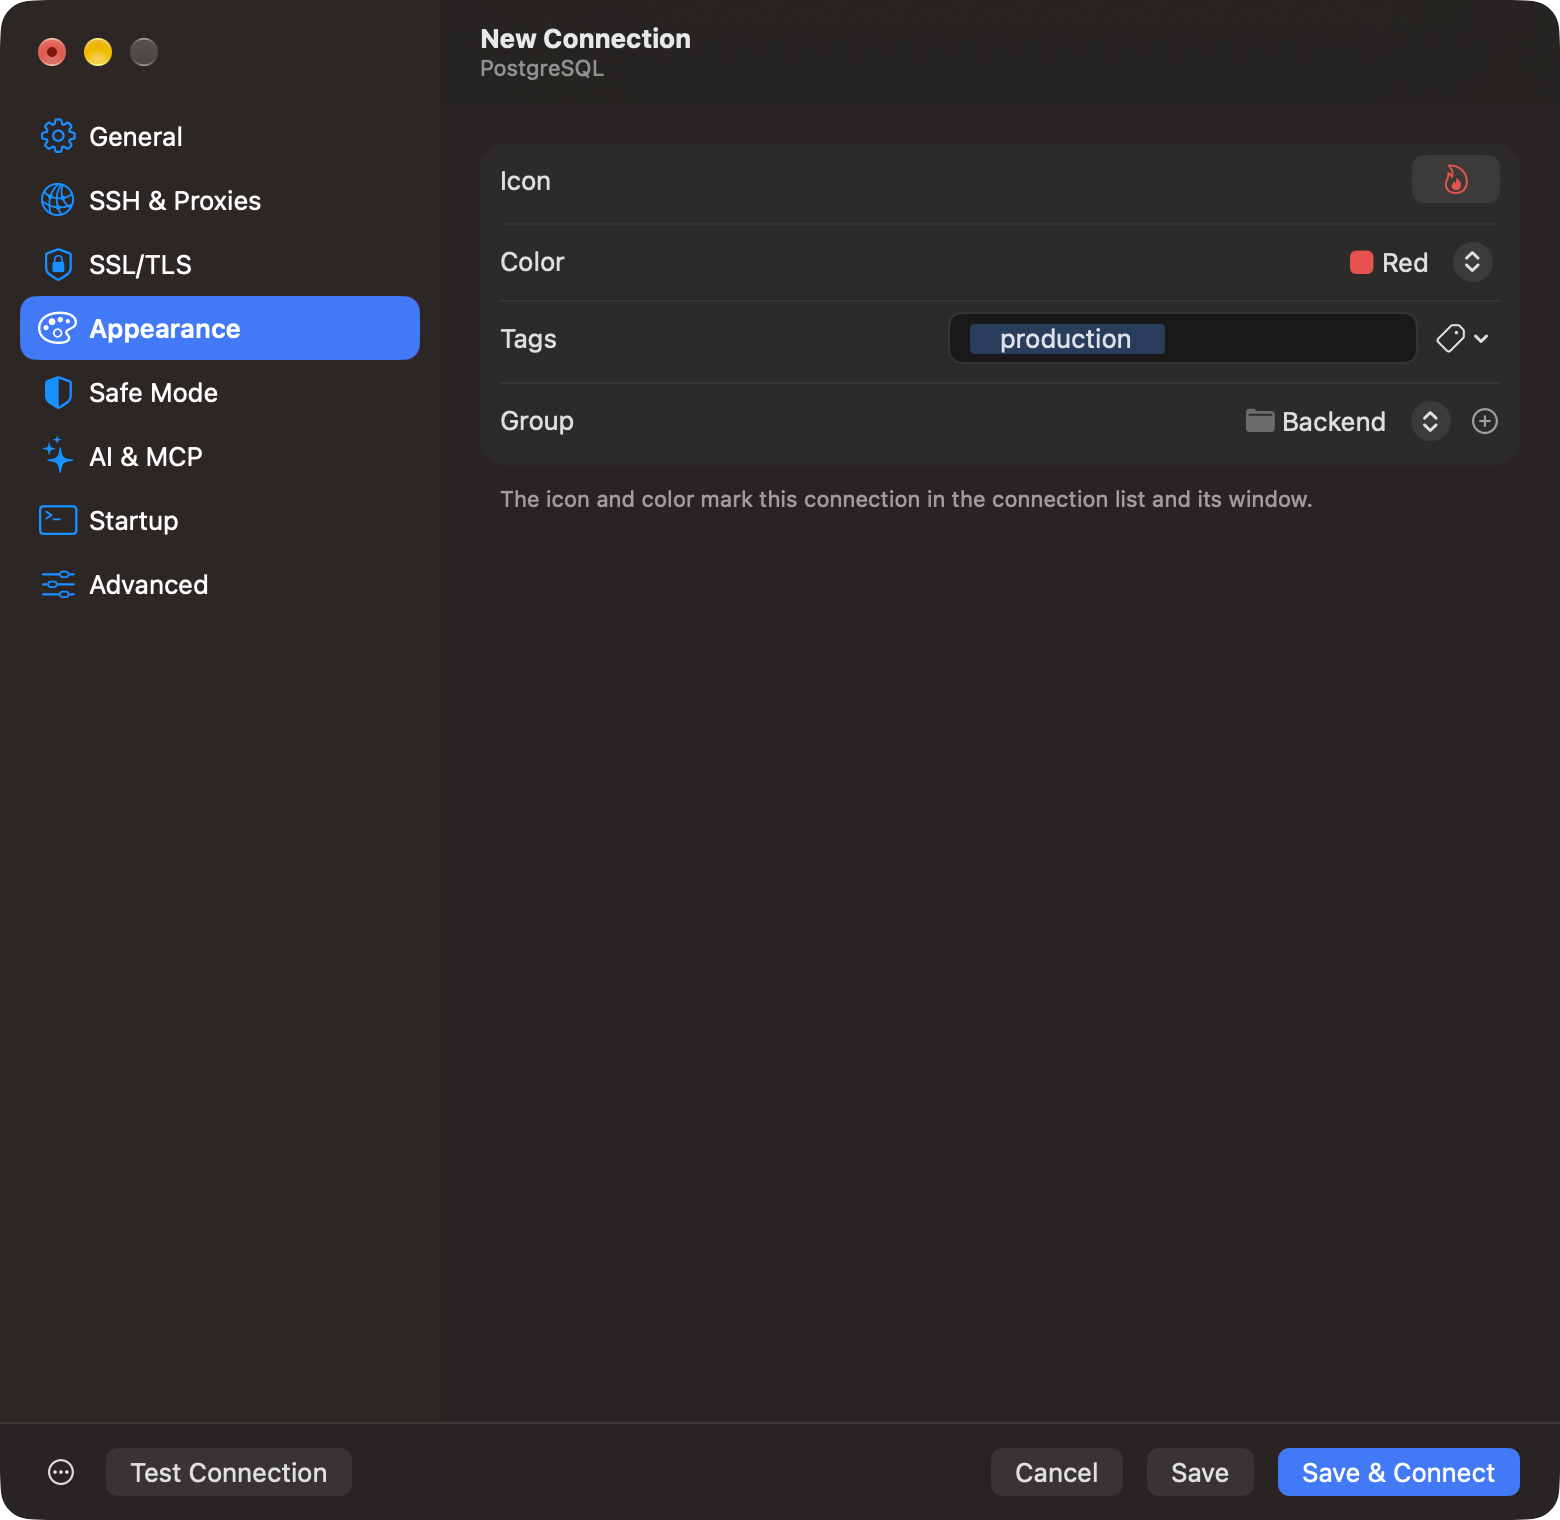 New Connection
PostgreSQL
General
SSH & Proxies
SSL/TLS
Appearance
Safe Mode
AI & MCP
Startup
Advanced
Icon
Color
Red
Tags
production
Group
Backend
The icon and color mark this connection in the connection list and its window.
Test Connection
Cancel
Save
Save & Connect